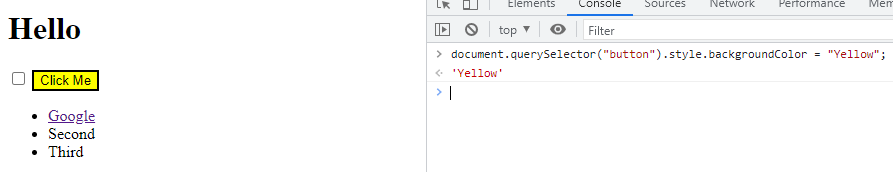 Hello
Click Me
Google
Second
Third
Elements Console Sources Network Performance Memory
top ▼ Filter
> document.querySelector("button").style.backgroundColor = "Yellow";
'Yellow'
>